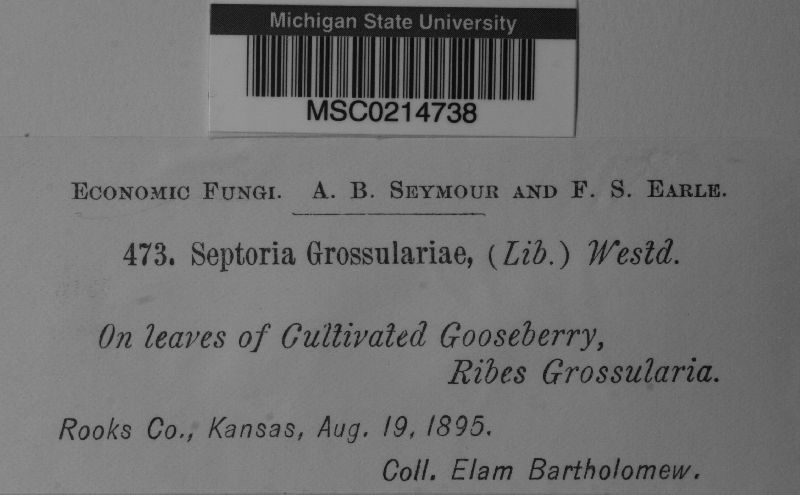 Michigan State University
MSC0214738
Economic Fungi. A. B. Seymour and F. S. Earle.
473. Septoria Grossulariae, (Lib.) Westd.
On leaves of Cultivated Gooseberry,
Ribes Grossularia.
Rooks Co., Kansas, Aug. 19, 1895.
Coll. Elam Bartholomew.